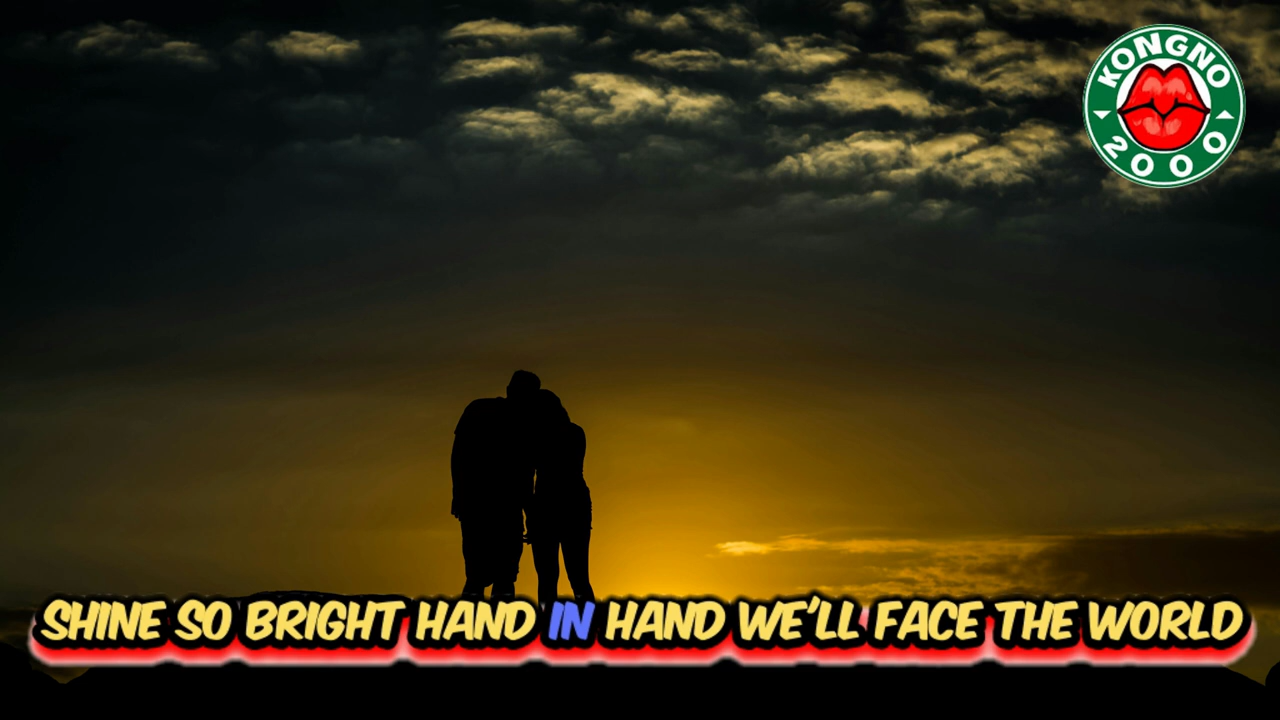 KONGNO
2000
SHINE SO BRIGHT HAND IN HAND WE'LL FACE THE WORLD